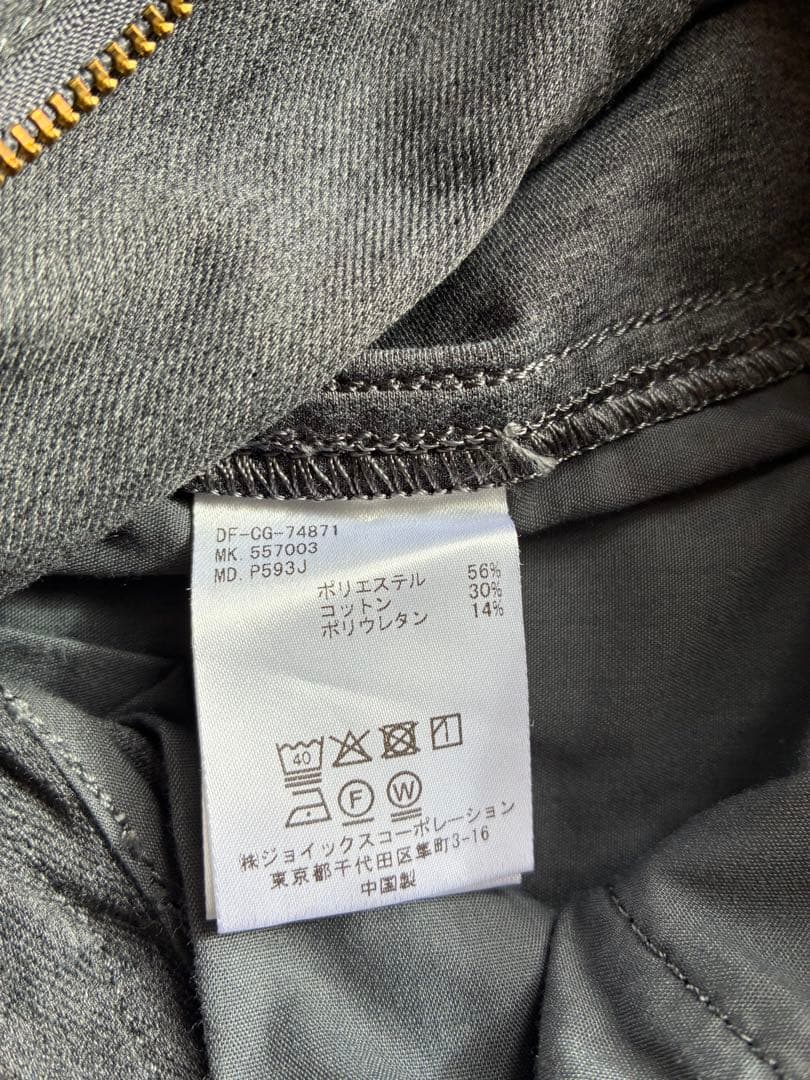 DF-CG-74871
MK. 557003
MD. P593J
ポリエステル 56%
コットン 30%
ポリウレタン 14%
40 1
F W
㈱ジョイックスコーポレーション
東京都千代田区隼町3-16
中国製